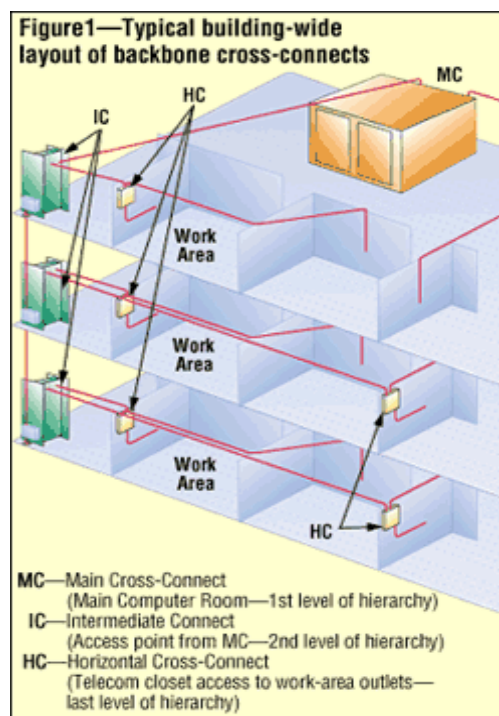 Figure1—Typical building-wide
layout of backbone cross-connects
MC
HC
IC
Work
Area
Work
Area
Work
Area
HC
MC—Main Cross-Connect
(Main Computer Room—1st level of hierarchy)
IC—Intermediate Connect
(Access point from MC—2nd level of hierarchy)
HC—Horizontal Cross-Connect
(Telecom closet access to work-area outlets—
last level of hierarchy)